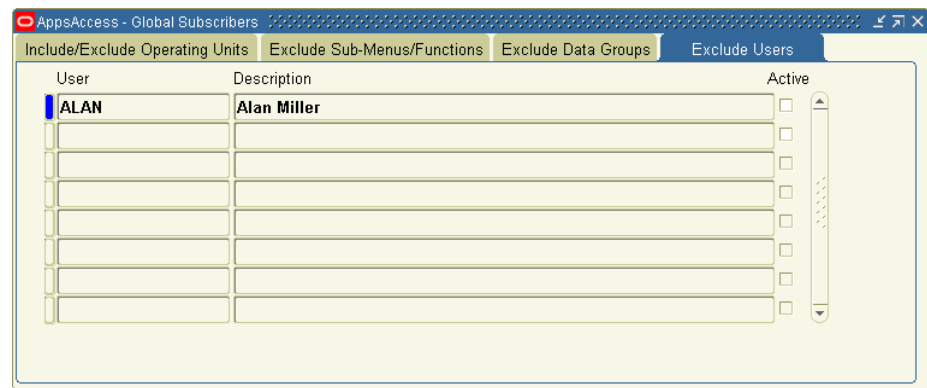 AppsAccess - Global Subscribers
Include/Exclude Operating Units Exclude Sub-Menus/Functions Exclude Data Groups Exclude Users
User Description Active
ALAN Alan Miller